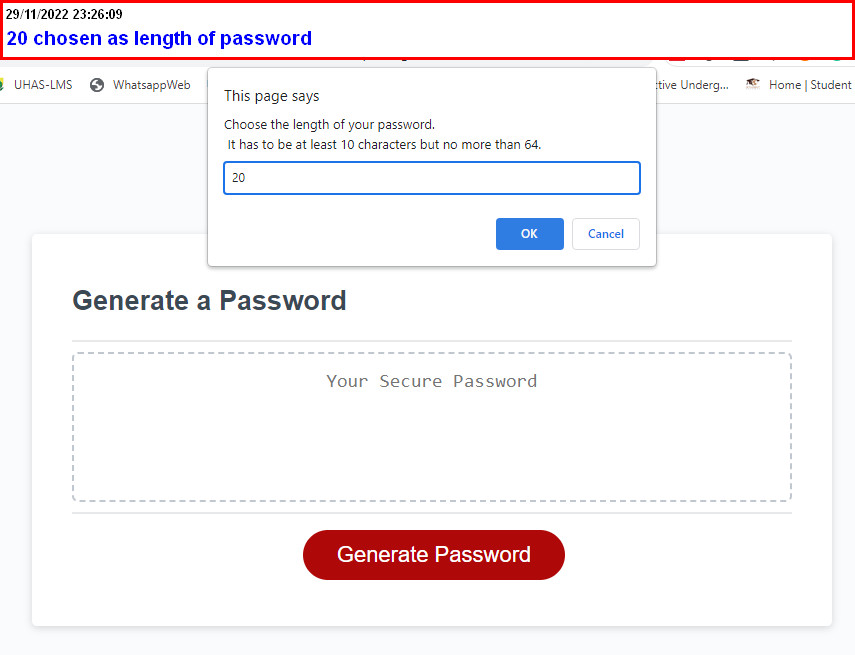 29/11/2022 23:26:09
20 chosen as length of password
UHAS-LMS WhatsappWeb ctive Underg... Home | Student
This page says
Choose the length of your password.
It has to be at least 10 characters but no more than 64.
20
OK Cancel
Generate a Password
Your Secure Password
Generate Password